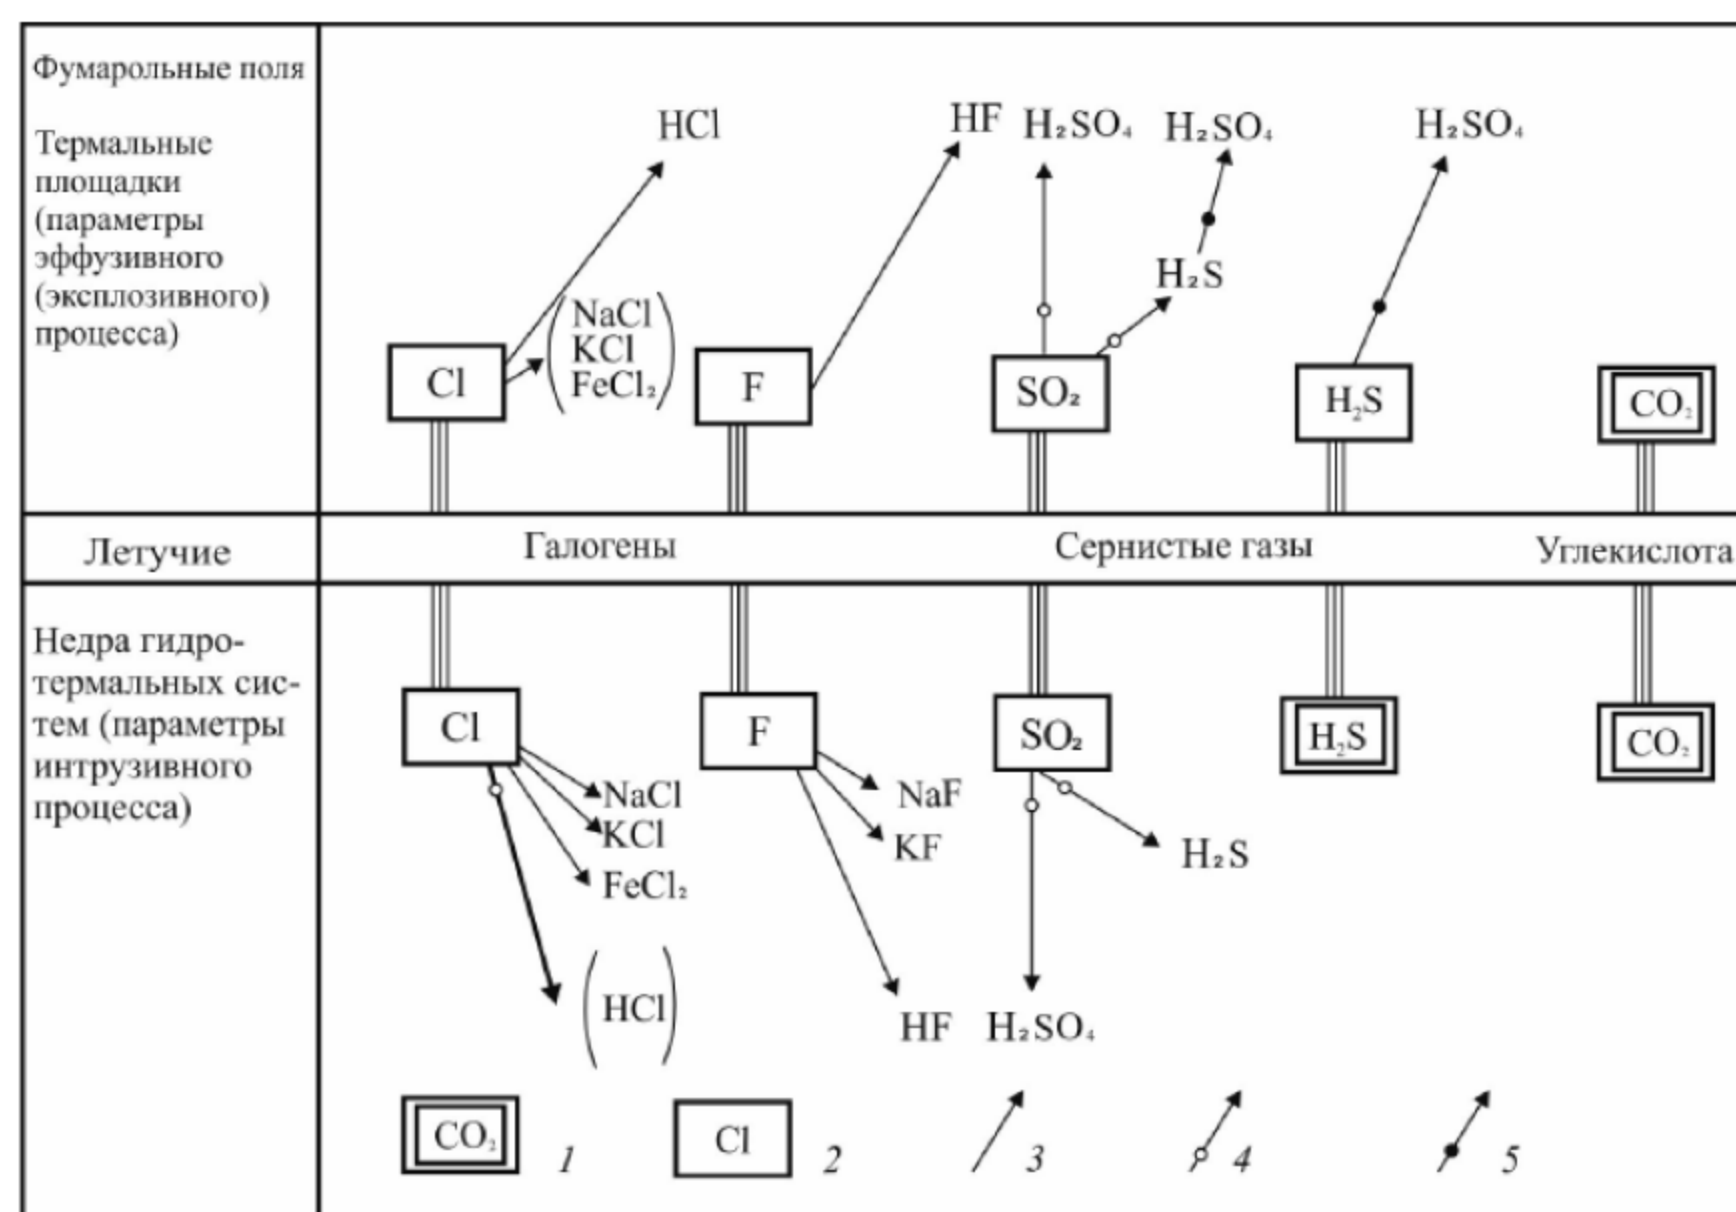 Фумарольные поля
Термальные
площадки
(параметры
эффузивного
(эксплозивного)
процесса)
HCl
HF
H₂SO₄
H₂SO₄
H₂SO₄
H₂S
(NaCl
KCl
FeCl₂)
Cl
F
SO₂
H₂S
CO₂
Летучие
Галогены
Сернистые газы
Углекислота
Недра гидро-
термальных сис-
тем (параметры
интрузивного
процесса)
Cl
F
SO₂
H₂S
CO₂
NaCl
KCl
FeCl₂
(HCl)
NaF
KF
HF
H₂S
H₂SO₄
CO₂ 1
Cl 2
3
4
5